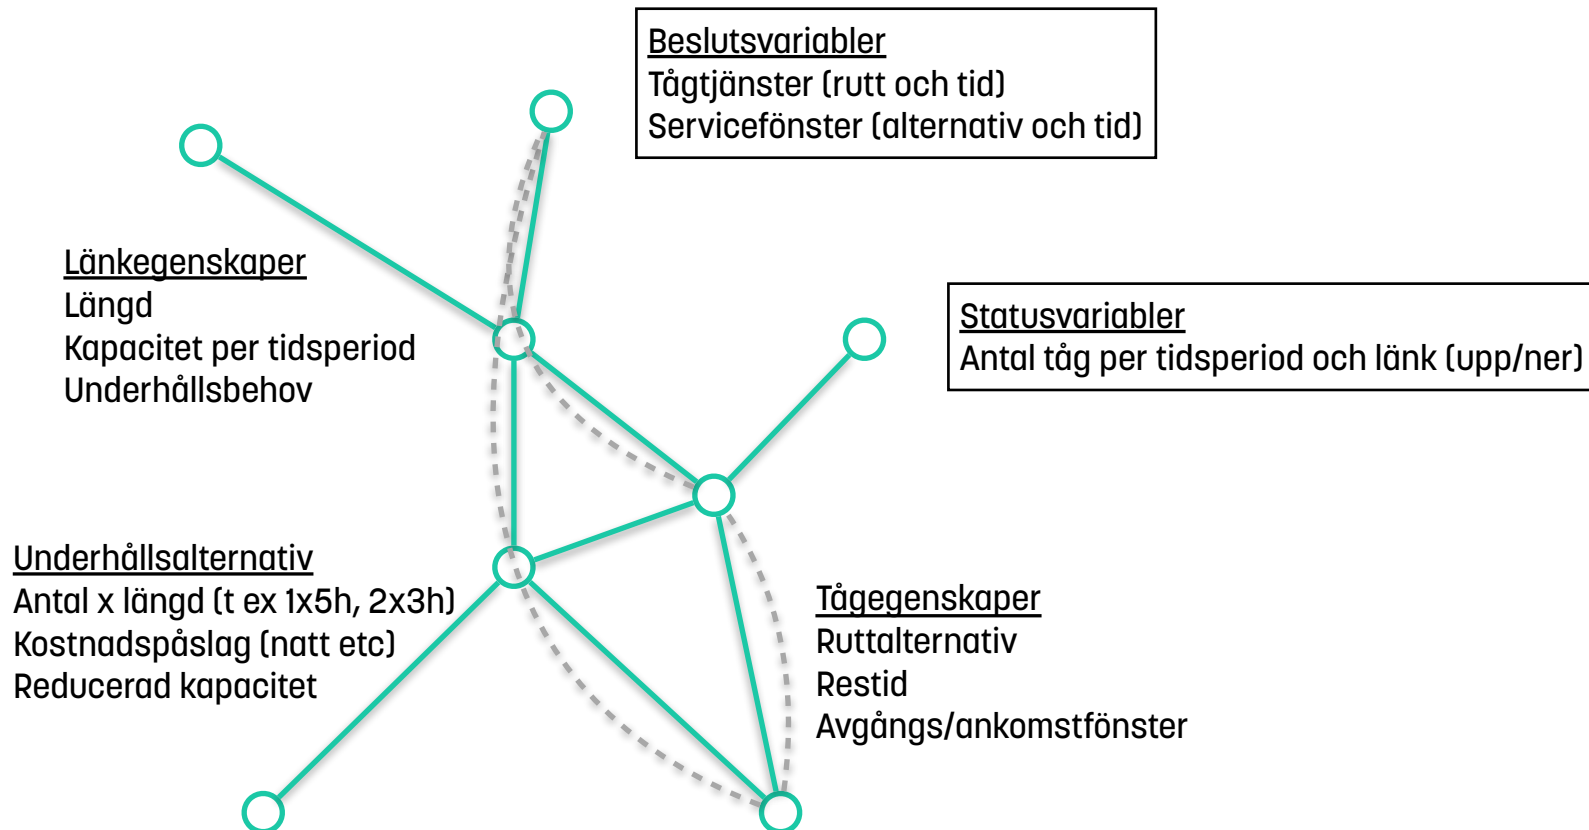 Beslutsvariabler
Tågtjänster (rutt och tid)
Servicefönster (alternativ och tid)
Länkegenskaper
Längd
Kapacitet per tidsperiod
Underhållsbehov
Statusvariabler
Antal tåg per tidsperiod och länk (upp/ner)
Underhållsalternativ
Antal x längd (t ex 1x5h, 2x3h)
Kostnadspåslag (natt etc)
Reducerad kapacitet
Tågegenskaper
Ruttalternativ
Restid
Avgångs/ankomstfönster